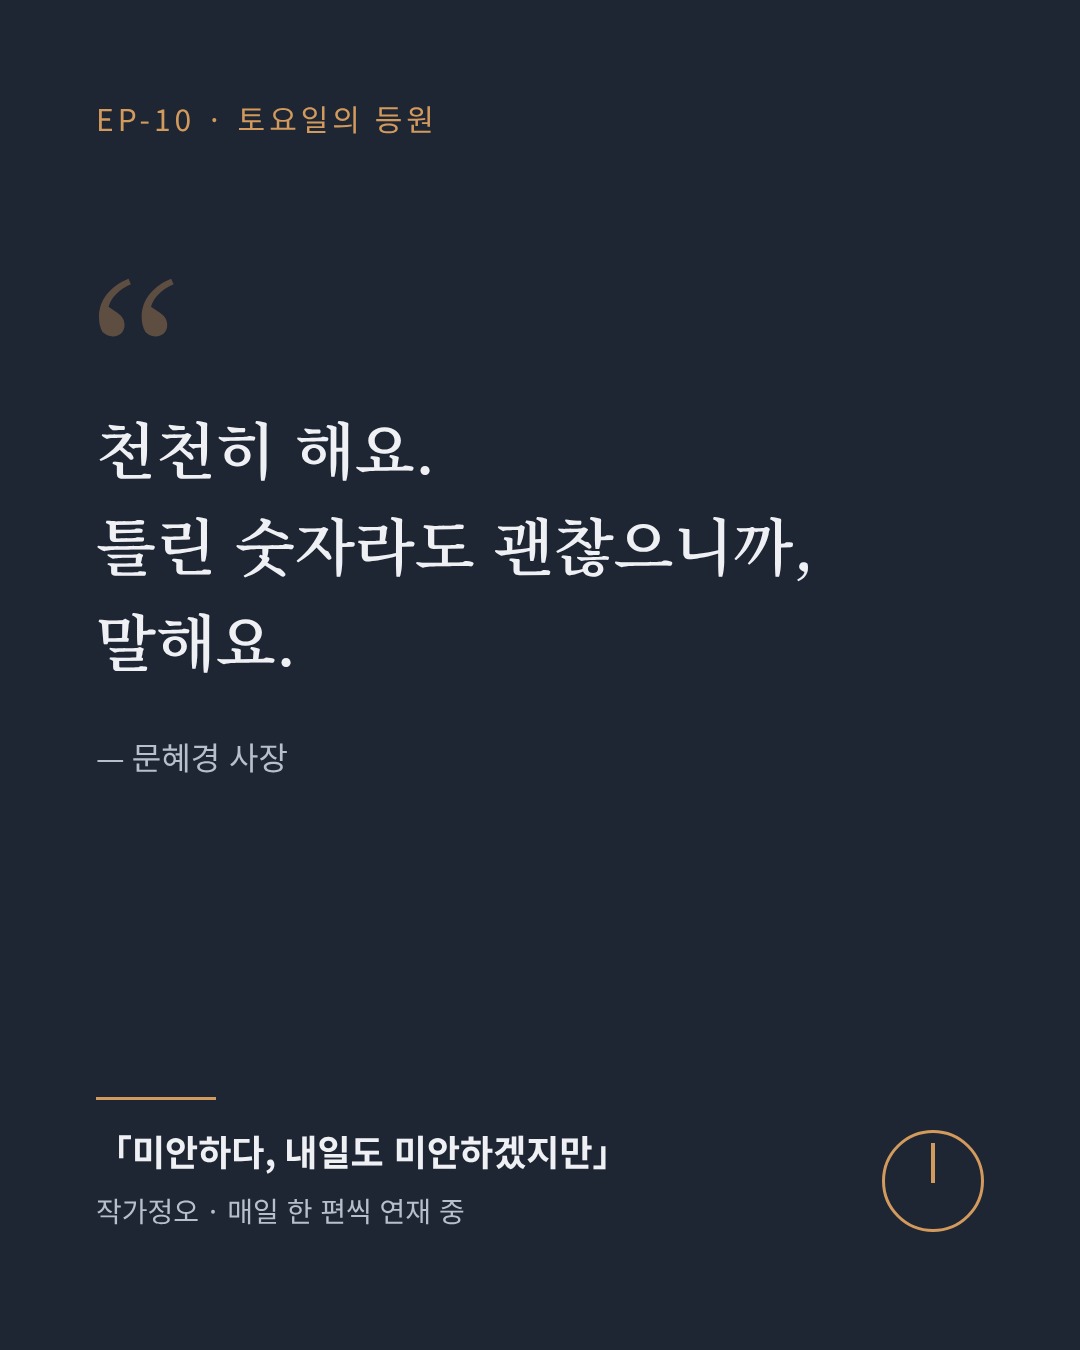 EP-10 · 토요일의 등원
“
천천히 해요.
틀린 숫자라도 괜찮으니까,
말해요.
— 문혜경 사장
「미안하다, 내일도 미안하겠지만」
작가정오 · 매일 한 편씩 연재 중